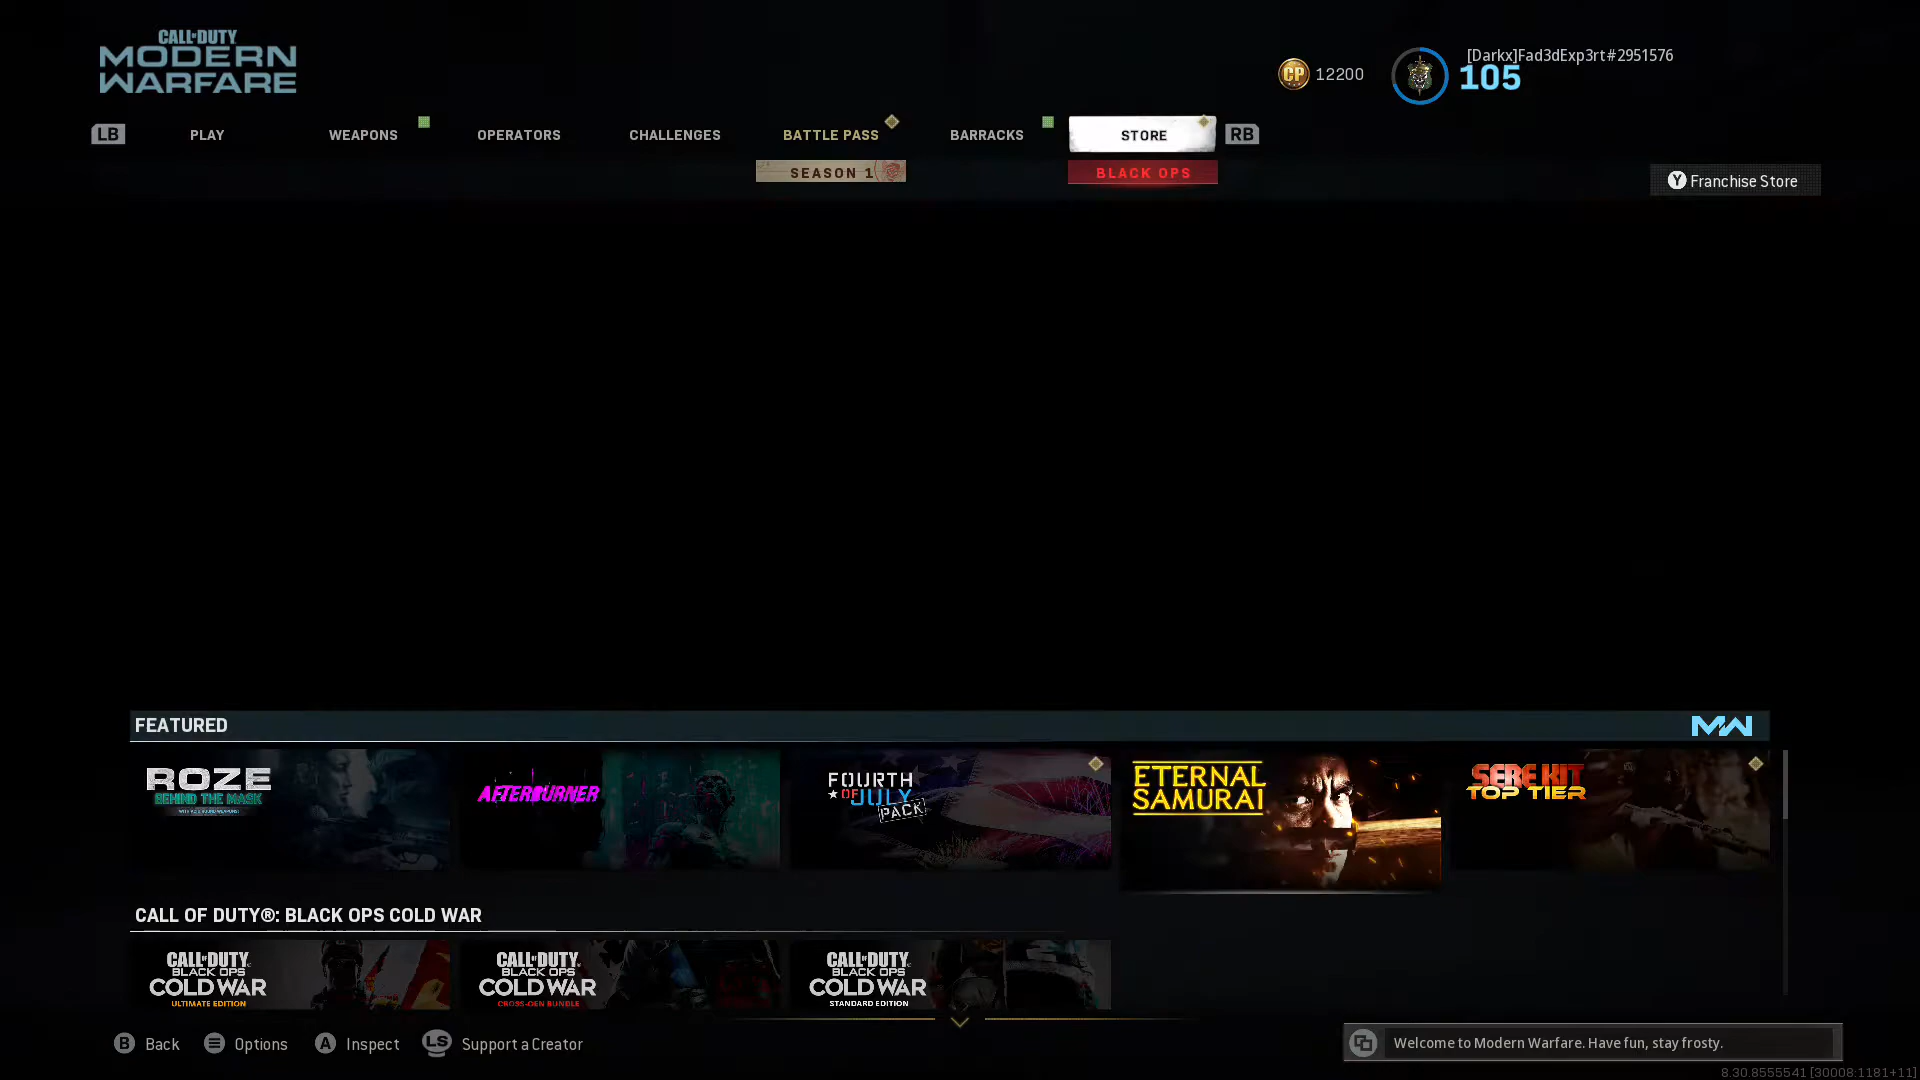 CALL OF DUTY
MODERN
WARFARE
CP 12200
[Darkx]Fad3dExp3rt#2951576
105
LB
PLAY
WEAPONS
OPERATORS
CHALLENGES
BATTLE PASS
BARRACKS
STORE
RB
SEASON 1
BLACK OPS
Y Franchise Store
FEATURED
MW
ROZE
BEHIND THE MASK
AFTERBURNER
FOURTH
OF JULY
PACK
ETERNAL
SAMURAI
SERE KIT
TOP TIER
CALL OF DUTY®: BLACK OPS COLD WAR
CALL OF DUTY
BLACK OPS
COLD WAR
ULTIMATE EDITION
CALL OF DUTY
BLACK OPS
COLD WAR
CROSS-GEN BUNDLE
CALL OF DUTY
BLACK OPS
COLD WAR
STANDARD EDITION
B Back
Options
A Inspect
LS Support a Creator
Welcome to Modern Warfare. Have fun, stay frosty.
8.30.8555541 [30008:1181+11]